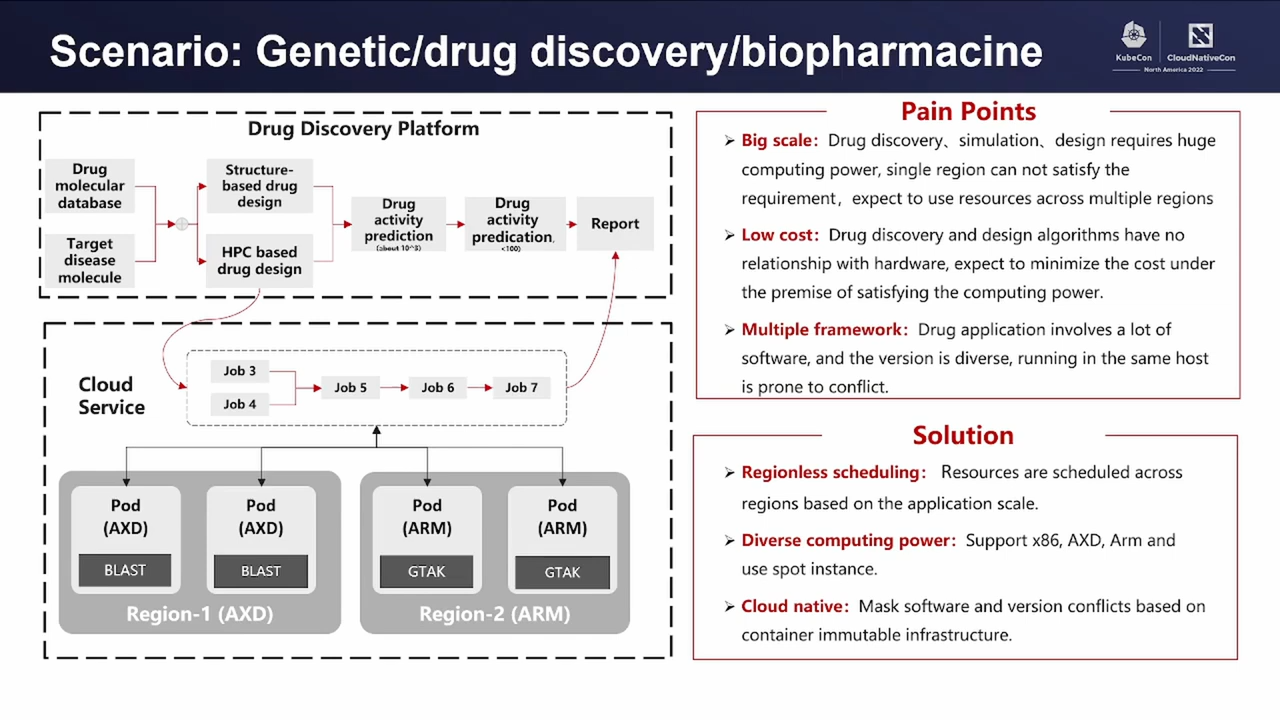 Scenario: Genetic/drug discovery/biopharmacine
KubeCon
CloudNativeCon
North America 2022
Drug Discovery Platform
Drug
molecular
database
Target
disease
molecule
Structure-
based drug
design
HPC based
drug design
Drug
activity
prediction
(about 10^3)
Drug
activity
predication,
<100)
Report
Cloud
Service
Job 3
Job 4
Job 5
Job 6
Job 7
Pod
(AXD)
BLAST
Pod
(AXD)
BLAST
Region-1 (AXD)
Pod
(ARM)
GTAK
Pod
(ARM)
GTAK
Region-2 (ARM)
Pain Points
➢ Big scale： Drug discovery、simulation、design requires huge
computing power, single region can not satisfy the
requirement，expect to use resources across multiple regions
➢ Low cost： Drug discovery and design algorithms have no
relationship with hardware, expect to minimize the cost under
the premise of satisfying the computing power.
➢ Multiple framework： Drug application involves a lot of
software, and the version is diverse, running in the same host
is prone to conflict.
Solution
➢ Regionless scheduling： Resources are scheduled across
regions based on the application scale.
➢ Diverse computing power： Support x86, AXD, Arm and
use spot instance.
➢ Cloud native： Mask software and version conflicts based on
container immutable infrastructure.